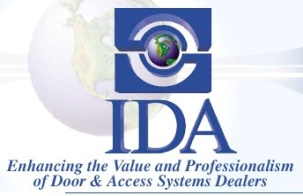 IDA
Enhancing the Value and Professionalism
of Door & Access Systems Dealers